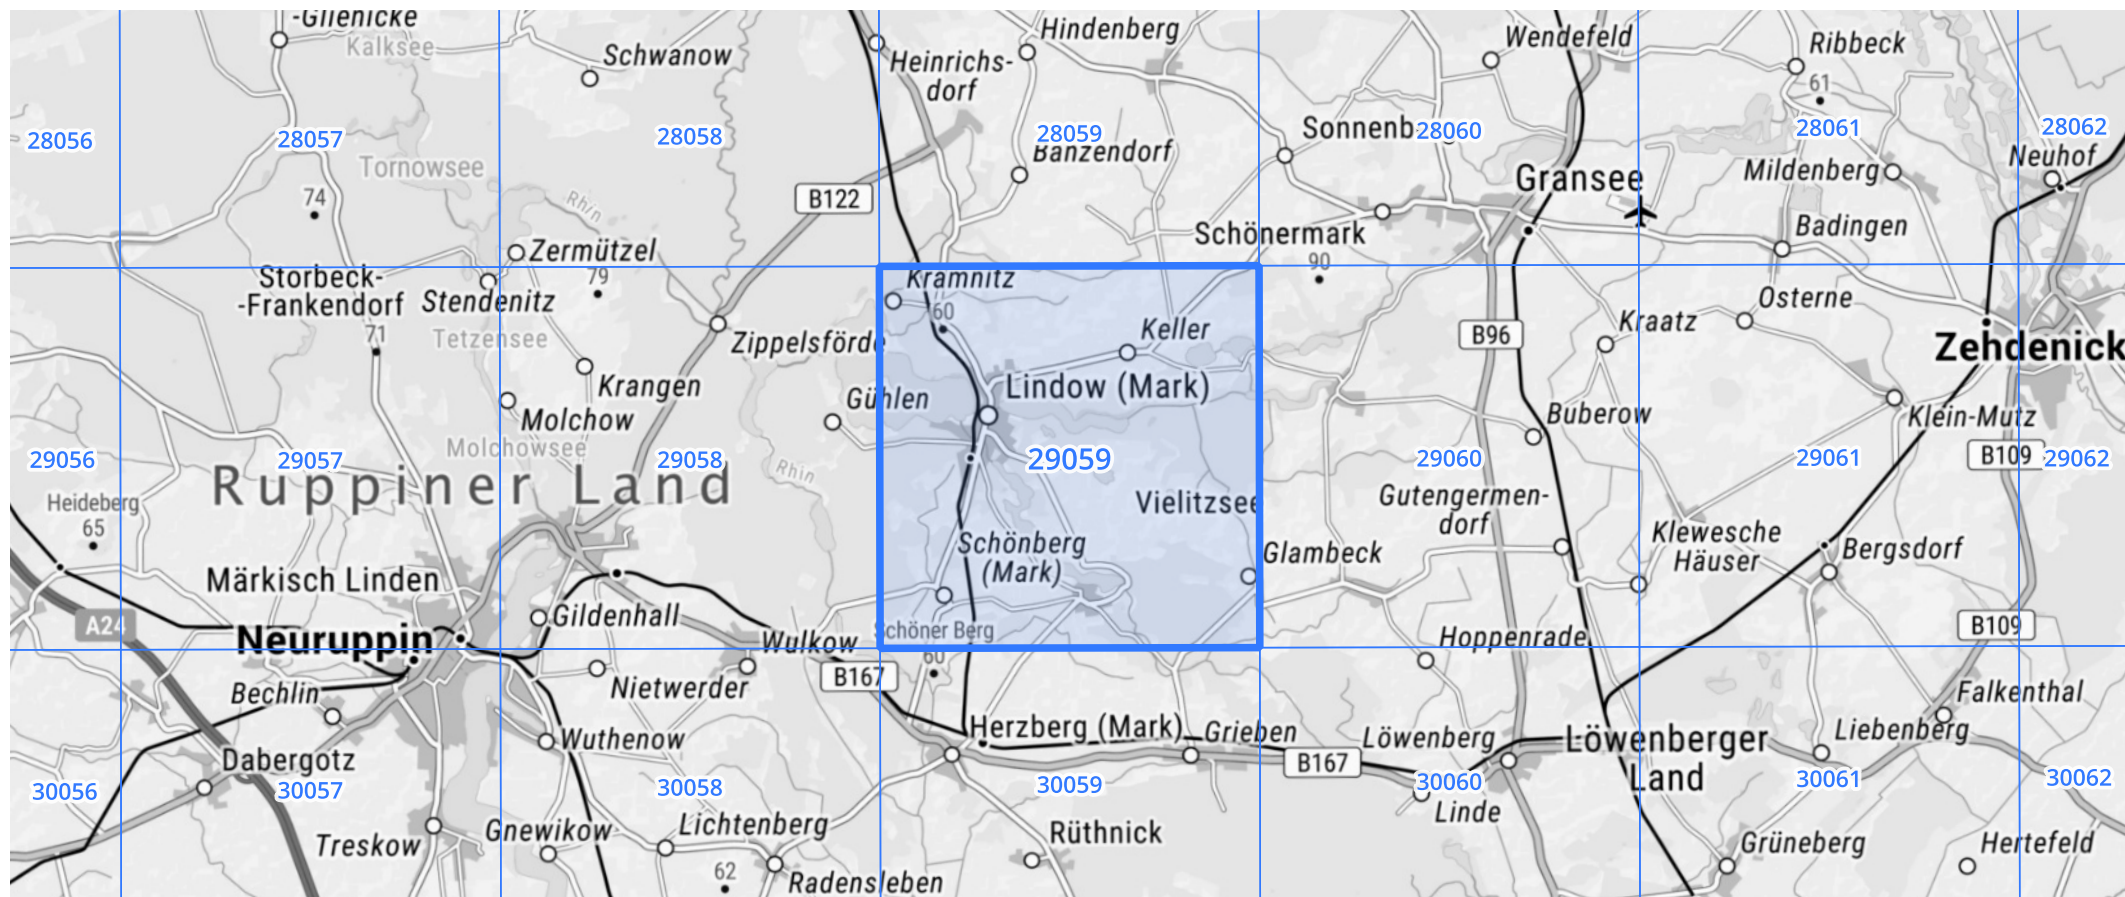 -Glienicke
Kalksee
Schwanow
Heinrichs-
dorf
Hindenberg
Wendefeld
Ribbeck
61
28056
28057
28058
28059
Sonnenb
28060
28061
28062
Tornowsee
Banzendorf
Neuhof
74
Rhin
B122
Gransee
Mildenberg
Schönermark
Badingen
Zermützel
Storbeck-
-Frankendorf
Stendenitz
79
Kramnitz
90
Osterne
71
Tetzensee
Zippelsförde
60
Keller
B96
Kraatz
Zehdenick
Krangen
Gühlen
Lindow (Mark)
Molchow
Buberow
Klein-Mutz
Molchowsee
29056
29057
29058
29059
29060
29061
B109
29062
Ruppiner Land
Rhin
Heideberg
65
Vielitzsee
Gutengermen-
dorf
Klewesche
Häuser
Schönberg
(Mark)
Glambeck
Bergsdorf
Märkisch Linden
A24
Gildenhall
Neuruppin
Wulkow
Schöner Berg
60
Hoppenrade
B109
Bechlin
Nietwerder
B167
Falkenthal
Wuthenow
Herzberg (Mark)
Grieben
Löwenberg
Löwenberger
Land
Liebenberg
Dabergotz
B167
30056
30057
30058
30059
30060
30061
30062
Linde
Treskow
Gnewikow
Lichtenberg
Rüthnick
Grüneberg
Hertefeld
62
Radensleben